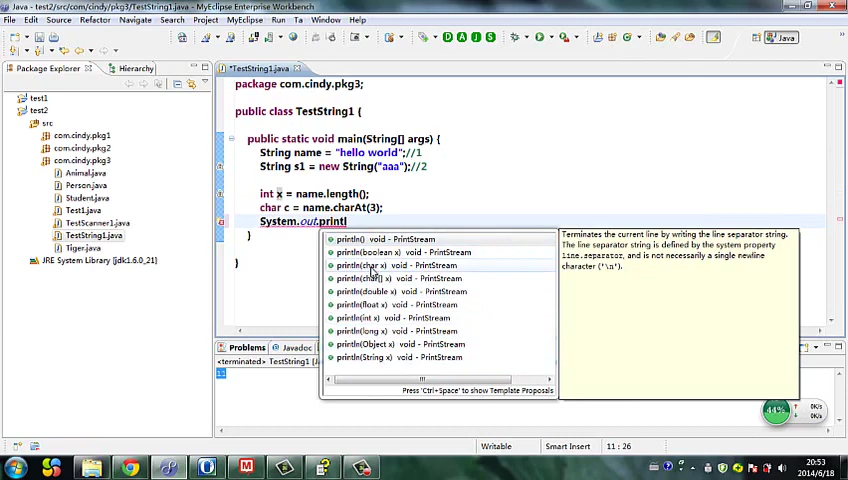 Java - test2/src/com/cindy/pkg3/TestString1.java - MyEclipse Enterprise Workbench
File Edit Source Refactor Navigate Search Project MyEclipse Run Ta Window Help
Java
Package Explorer Hierarchy
*TestString1.java
test1
test2
src
com.cindy.pkg1
com.cindy.pkg2
com.cindy.pkg3
Animal.java
Person.java
Student.java
Test1.java
TestScanner1.java
TestString1.java
Tiger.java
JRE System Library [jdk1.6.0_21]
package com.cindy.pkg3;
public class TestString1 {
public static void main(String[] args) {
String name = "hello world";//1
String s1 = new String("aaa");//2
int x = name.length();
char c = name.charAt(3);
System.out.printl
}
}
println() void - PrintStream
println(boolean x) void - PrintStream
println(char x) void - PrintStream
println(char[] x) void - PrintStream
println(double x) void - PrintStream
println(float x) void - PrintStream
println(int x) void - PrintStream
println(long x) void - PrintStream
println(Object x) void - PrintStream
println(String x) void - PrintStream
Press 'Ctrl+Space' to show Template Proposals
Terminates the current line by writing the line separator string.
The line separator string is defined by the system property
line.separator, and is not necessarily a single newline
character ('\n').
Problems Javadoc
<terminated> TestString1 [
11
44%
0K/s
0K/s
Writable Smart Insert 11 : 26
20:53
2014/6/18